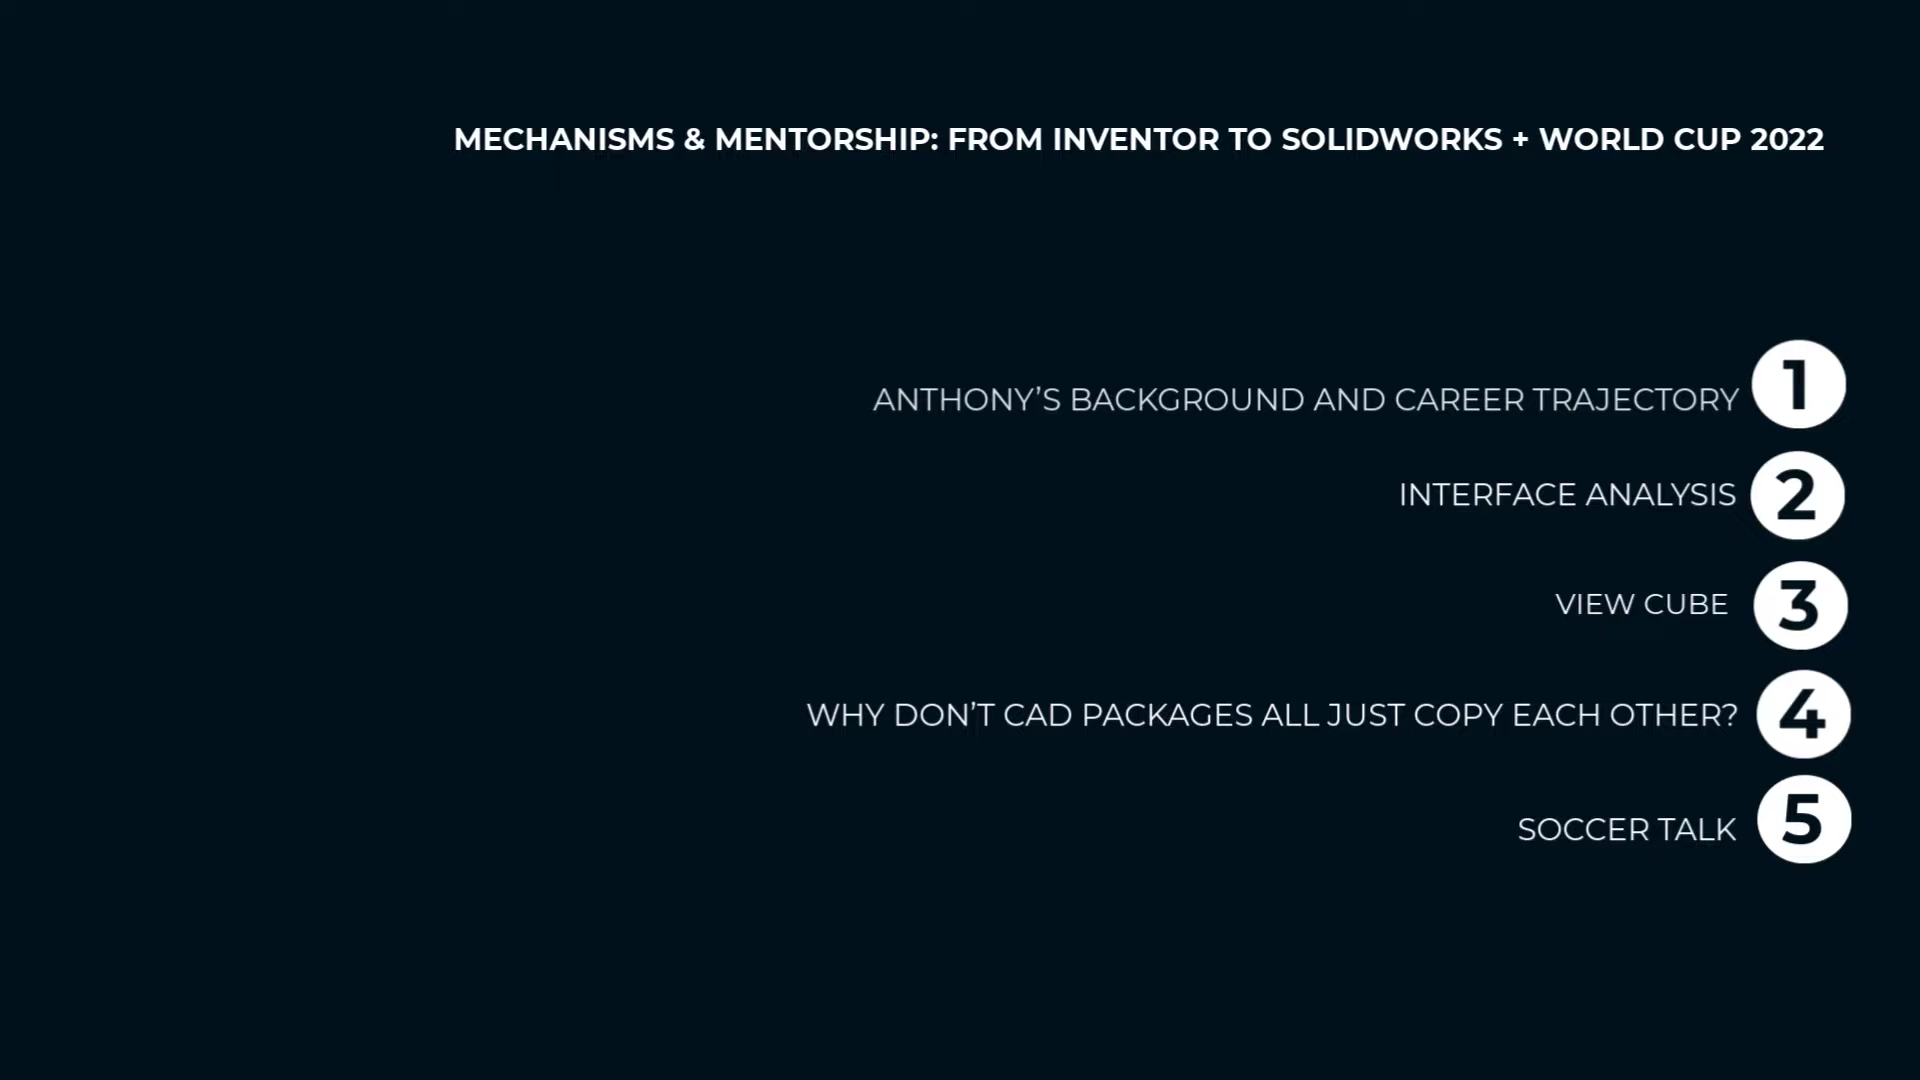 MECHANISMS & MENTORSHIP: FROM INVENTOR TO SOLIDWORKS + WORLD CUP 2022
ANTHONY’S BACKGROUND AND CAREER TRAJECTORY 1
INTERFACE ANALYSIS 2
VIEW CUBE 3
WHY DON’T CAD PACKAGES ALL JUST COPY EACH OTHER? 4
SOCCER TALK 5